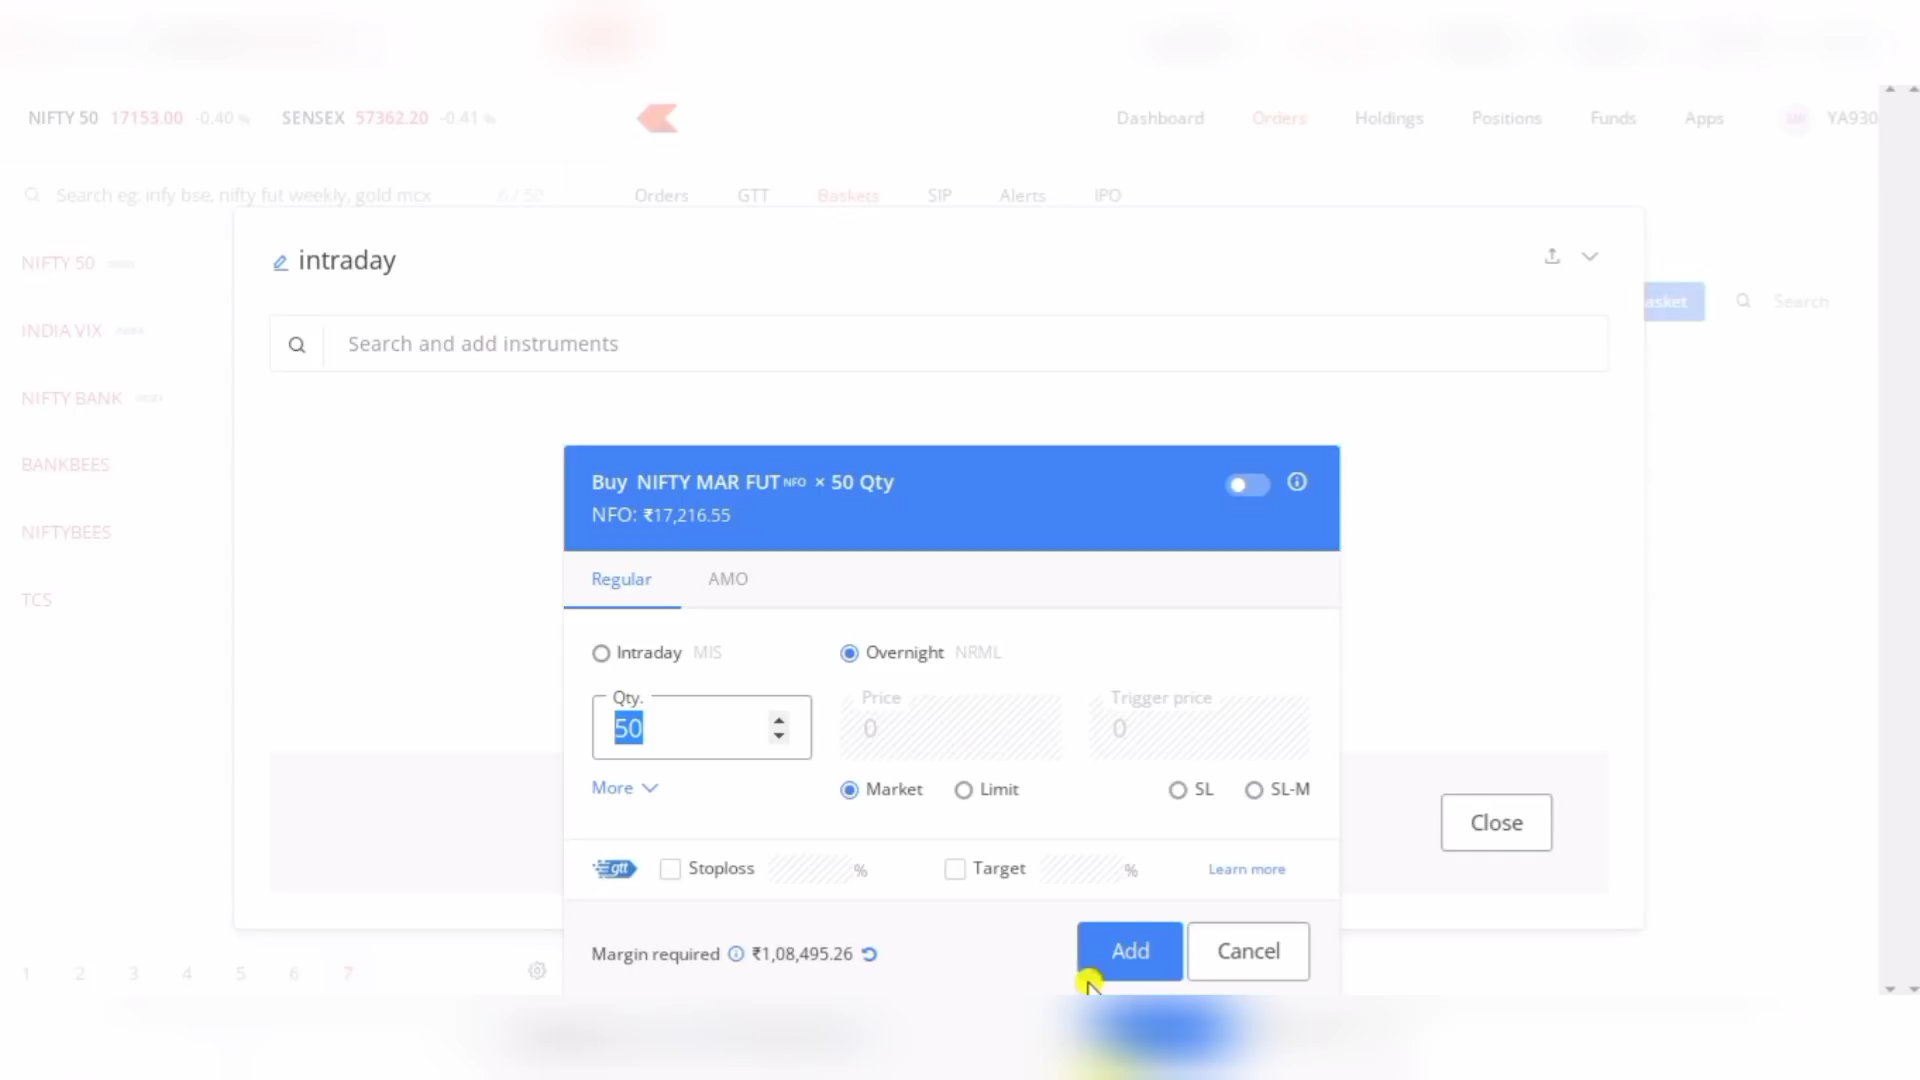 NIFTY 50 17153.00 -0.40 % SENSEX 57362.20 -0.41 %
Dashboard Orders Holdings Positions Funds Apps YA930
Search eg: infy bse, nifty fut weekly, gold mcx 6 / 50
Orders GTT Baskets SIP Alerts IPO
NIFTY 50
intraday
asket Search
INDIA VIX
Search and add instruments
NIFTY BANK
BANKBEES
Buy NIFTY MAR FUT NFO × 50 Qty
NFO: ₹17,216.55
NIFTYBEES
Regular AMO
TCS
Intraday MIS Overnight NRML
Qty. Price Trigger price
50 0 0
More Market Limit SL SL-M
Close
gtt Stoploss % Target % Learn more
Margin required ₹1,08,495.26 Add Cancel
1 2 3 4 5 6 7